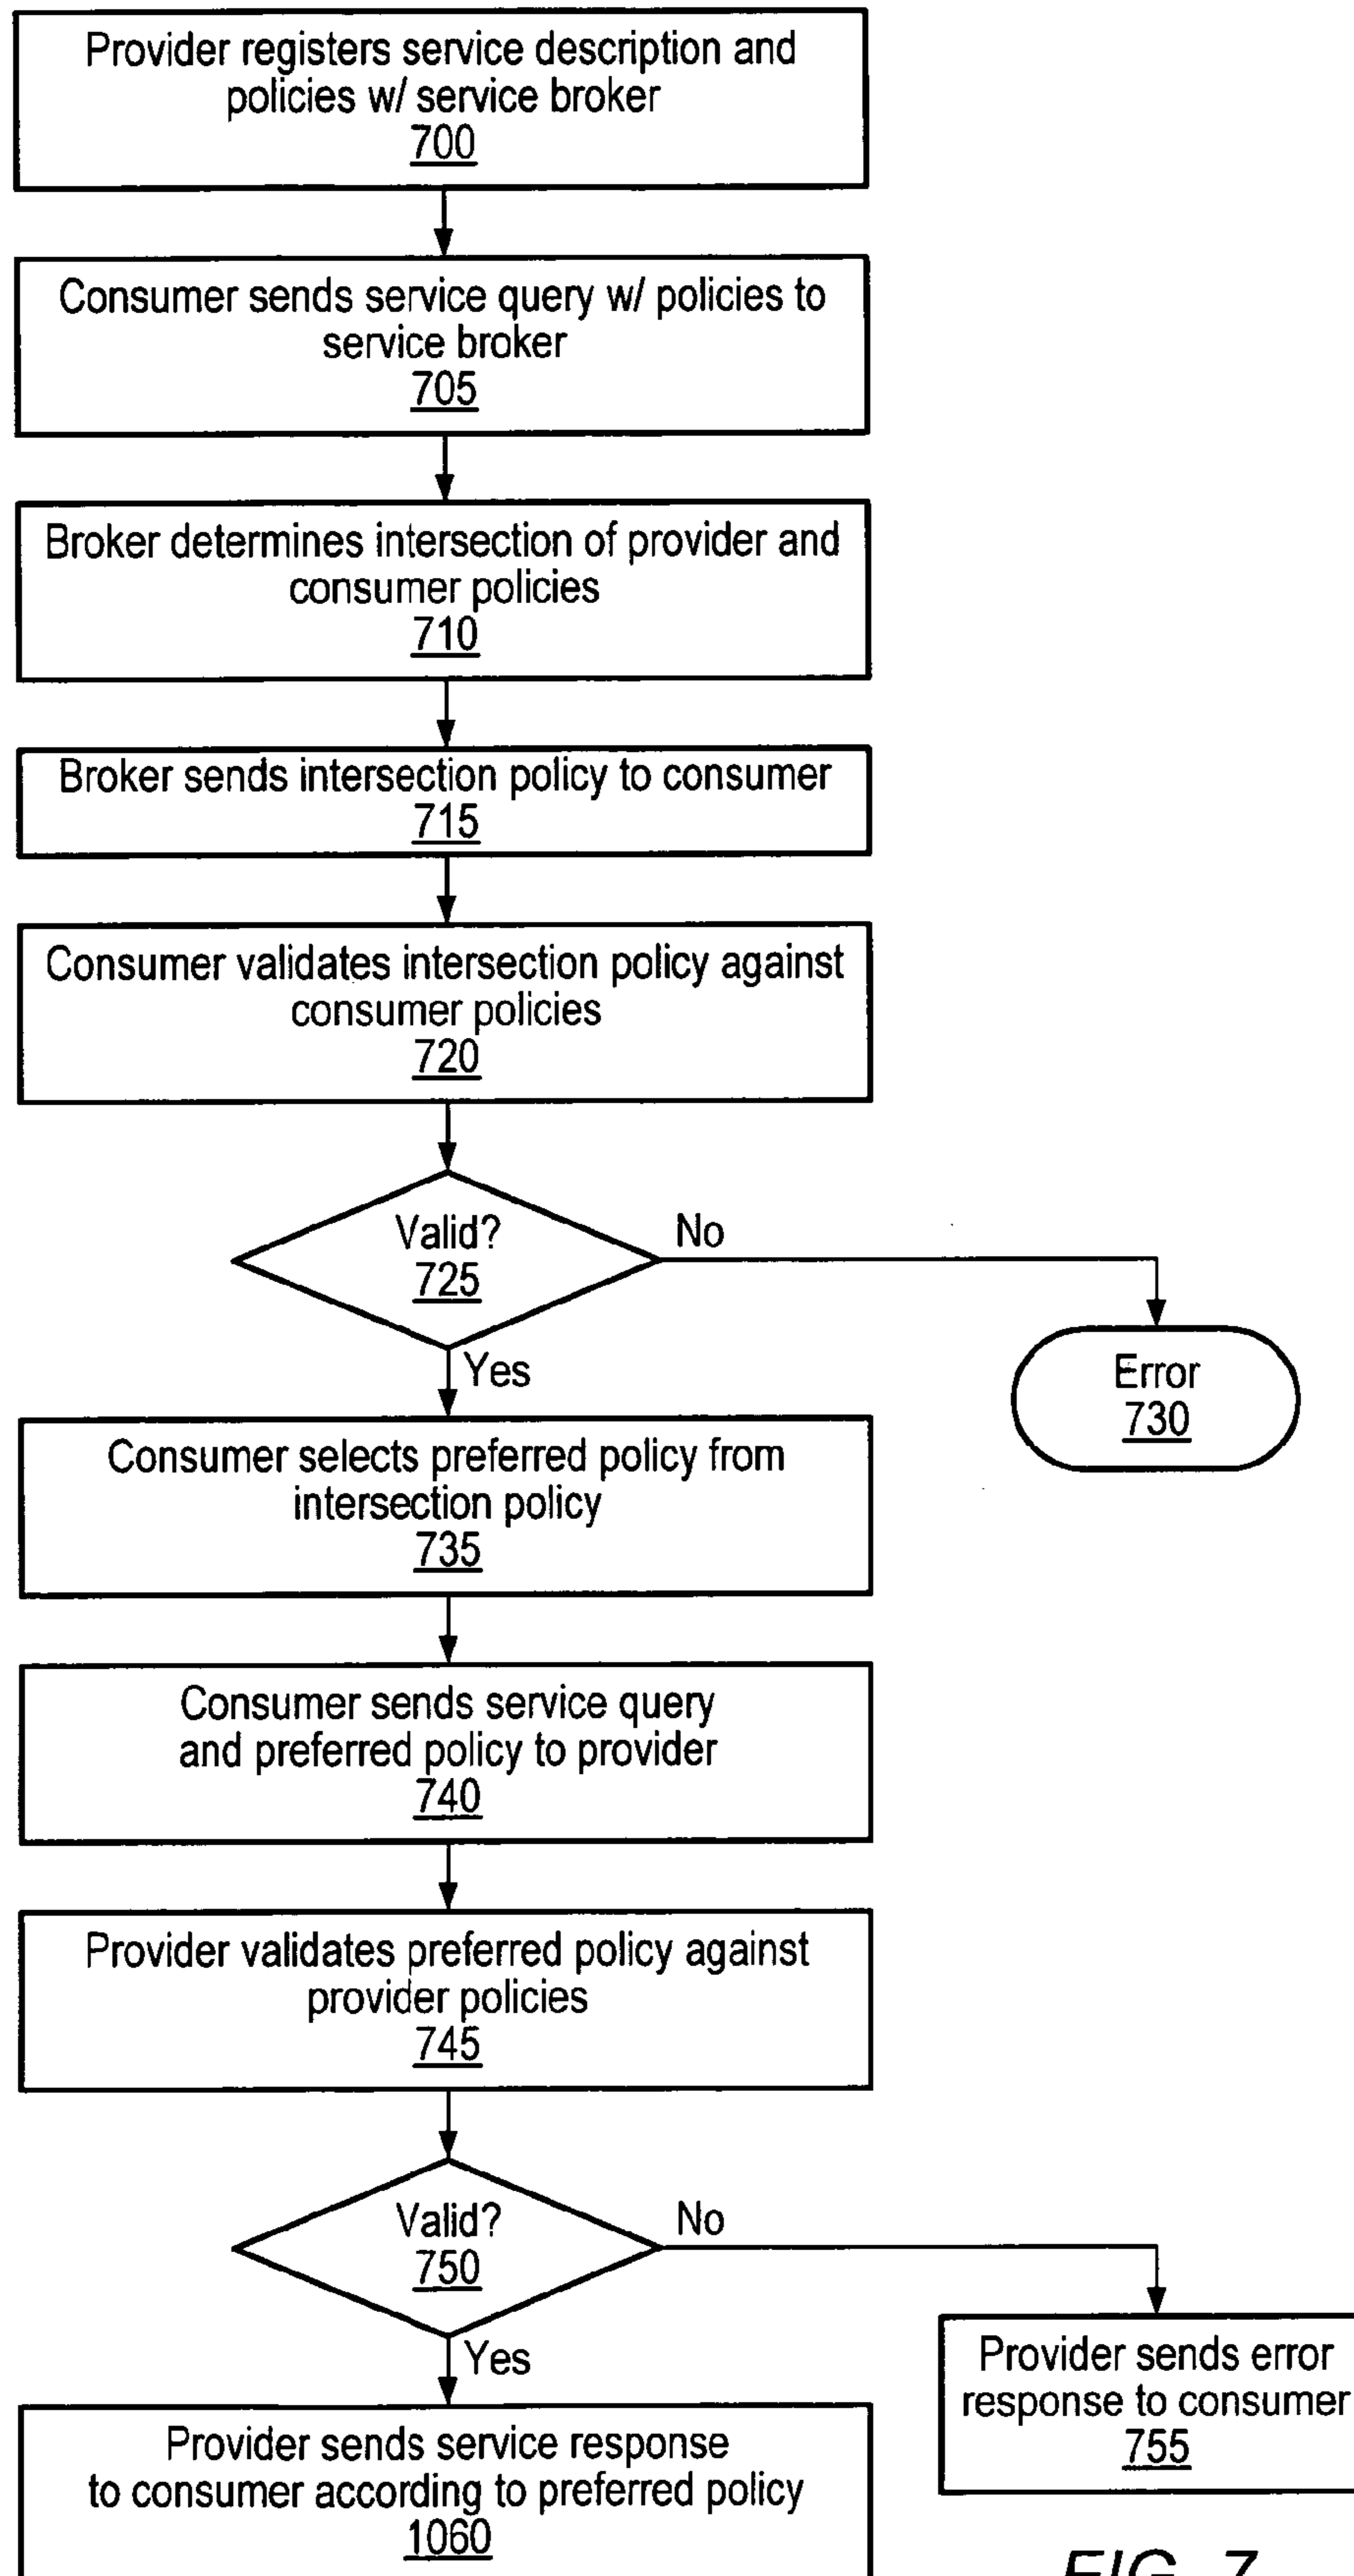 Provider registers service description and
policies w/ service broker
700
Consumer sends service query w/ policies to
service broker
705
Broker determines intersection of provider and
consumer policies
710
Broker sends intersection policy to consumer
715
Consumer validates intersection policy against
consumer policies
720
Valid?
725
No
Error
730
Yes
Consumer selects preferred policy from
intersection policy
735
Consumer sends service query
and preferred policy to provider
740
Provider validates preferred policy against
provider policies
745
Valid?
750
No
Provider sends error
response to consumer
755
Yes
Provider sends service response
to consumer according to preferred policy
1060
FIG. 7